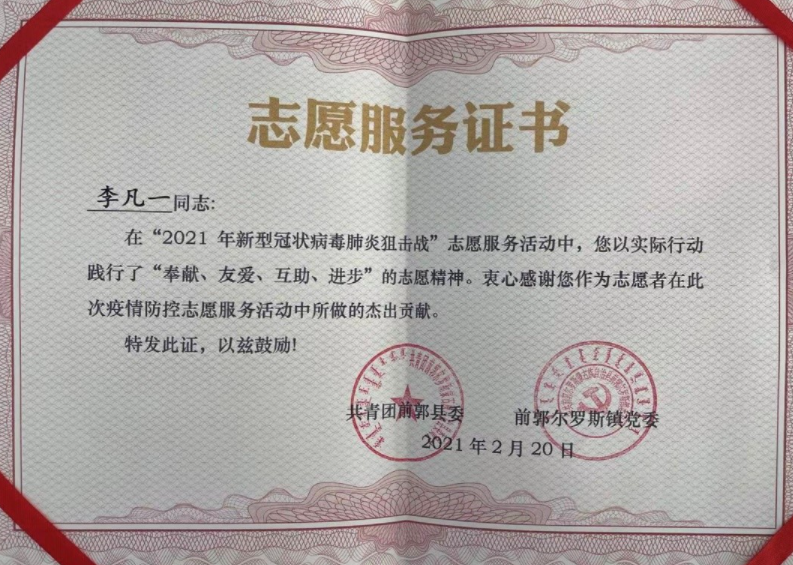 志愿服务证书
李凡一同志:
在“2021 年新型冠状病毒肺炎狙击战”志愿服务活动中，您以实际行动
践行了“奉献、友爱、互助、进步”的志愿精神。衷心感谢您作为志愿者在此
次疫情防控志愿服务活动中所做的杰出贡献。
特发此证，以兹鼓励!
共青团前郭县委 前郭尔罗斯镇党委
2021 年 2 月 20 日